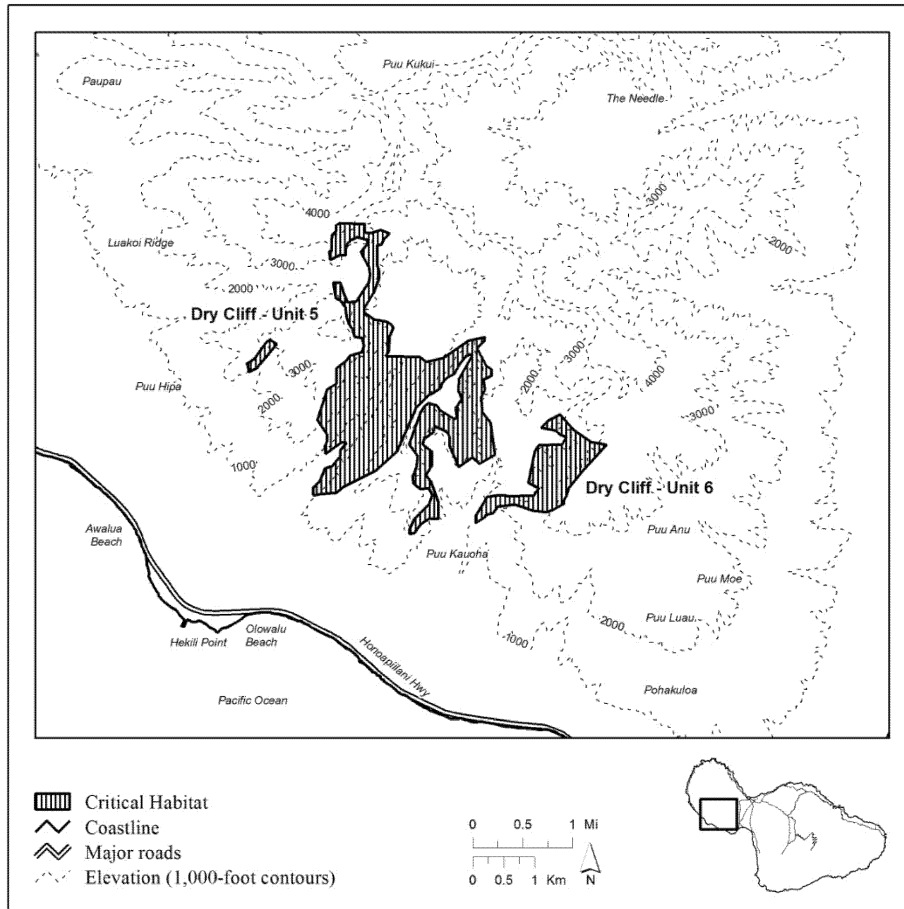 Puu Kukui
Paupau
The Needle
3000
4000
2000
Luakoi Ridge
3000
2000
Dry Cliff - Unit 5
3000
3000
2000
4000
Puu Hipa
2000
3000
1000
Dry Cliff - Unit 6
Awalua
Beach
Puu Anu
Puu Kauoha
Puu Moe
Puu Luau
2000
1000
Hekili Point
Olowalu
Beach
Honoapiilani Hwy
Pohakuloa
Pacific Ocean
Critical Habitat
Coastline
Major roads
Elevation (1,000-foot contours)
0 0.5 1 Mi
0 0.5 1 Km
N